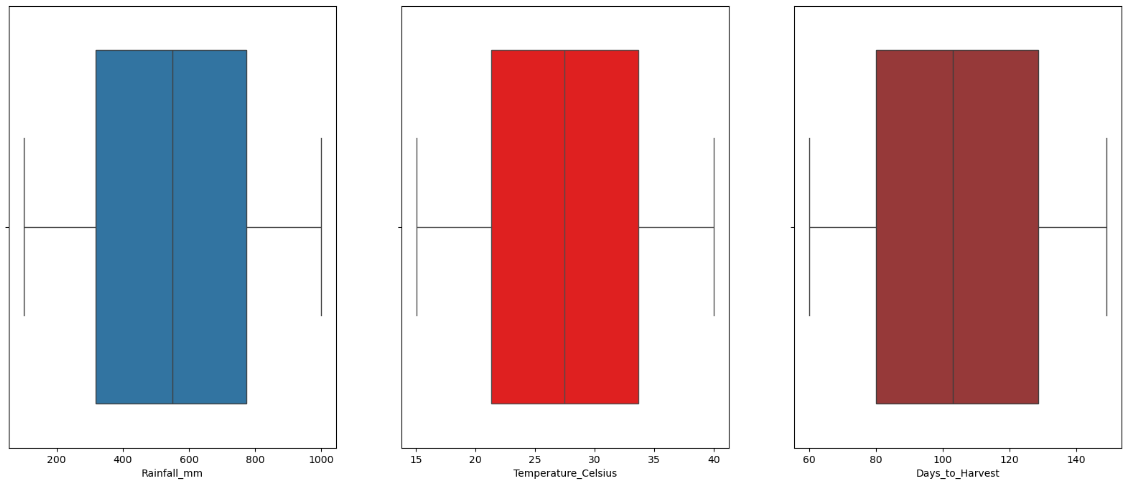 200 400 600 800 1000
Rainfall_mm
15 20 25 30 35 40
Temperature_Celsius
60 80 100 120 140
Days_to_Harvest